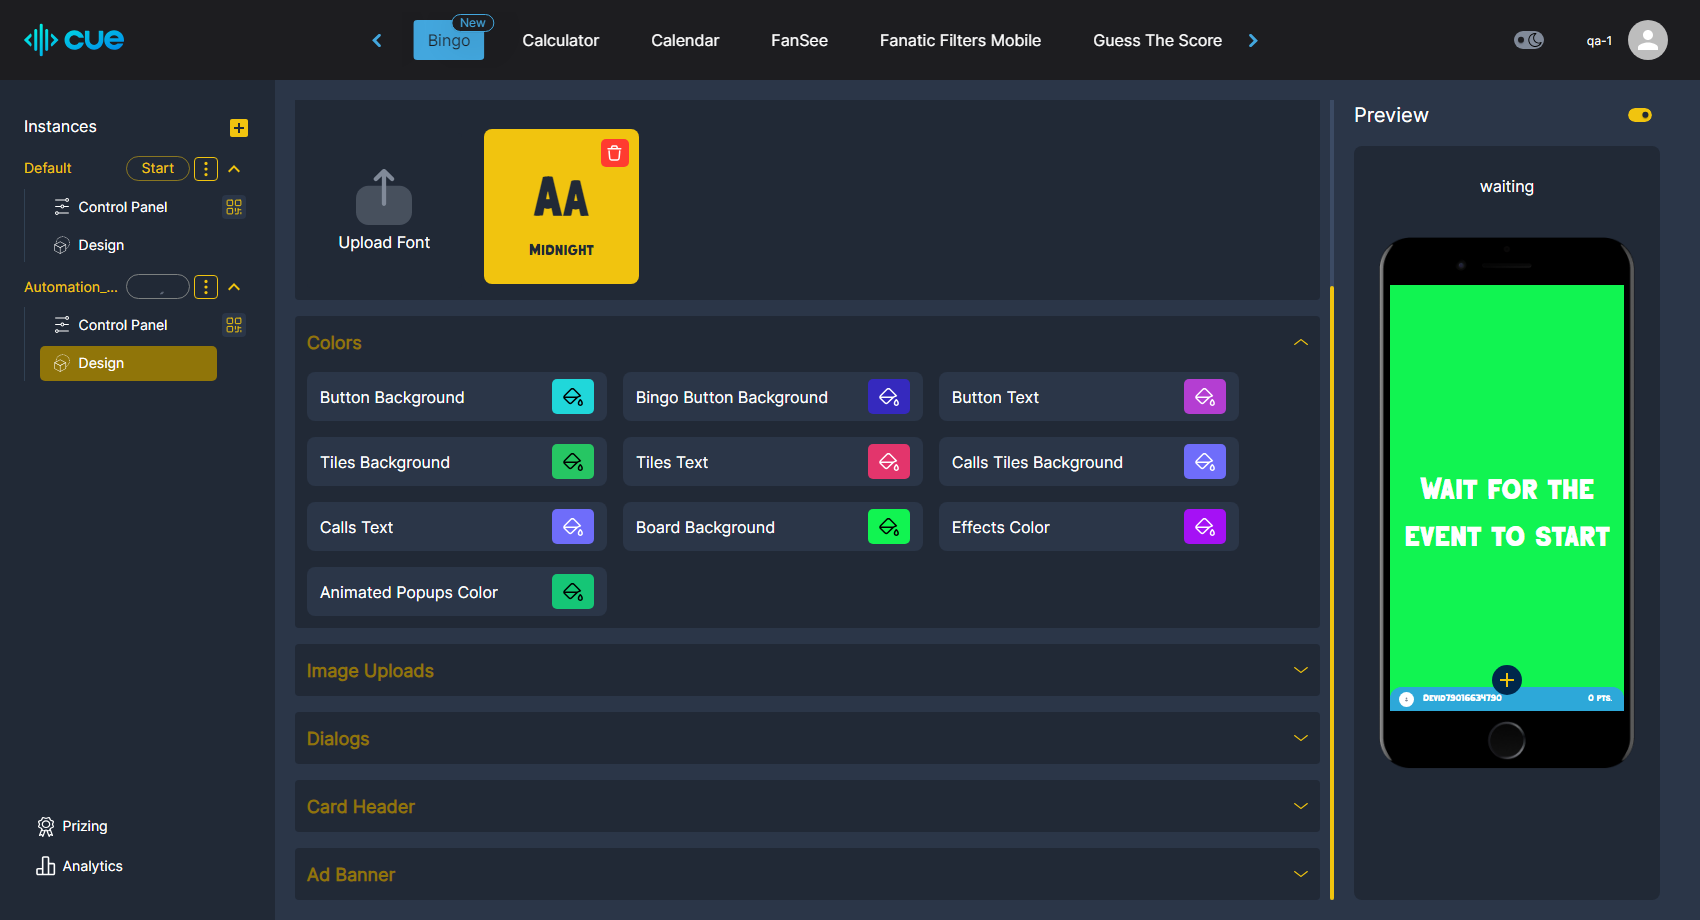 cue
New
Bingo
Calculator
Calendar
FanSee
Fanatic Filters Mobile
Guess The Score
qa-1
Instances
Default
Start
Control Panel
Design
Automation_...
Control Panel
Design
Prizing
Analytics
Upload Font
AA
MIDNIGHT
Colors
Button Background
Bingo Button Background
Button Text
Tiles Background
Tiles Text
Calls Tiles Background
Calls Text
Board Background
Effects Color
Animated Popups Color
Image Uploads
Dialogs
Card Header
Ad Banner
Preview
waiting
WAIT FOR THE
EVENT TO START
DEVID79016634790
0 PTS.